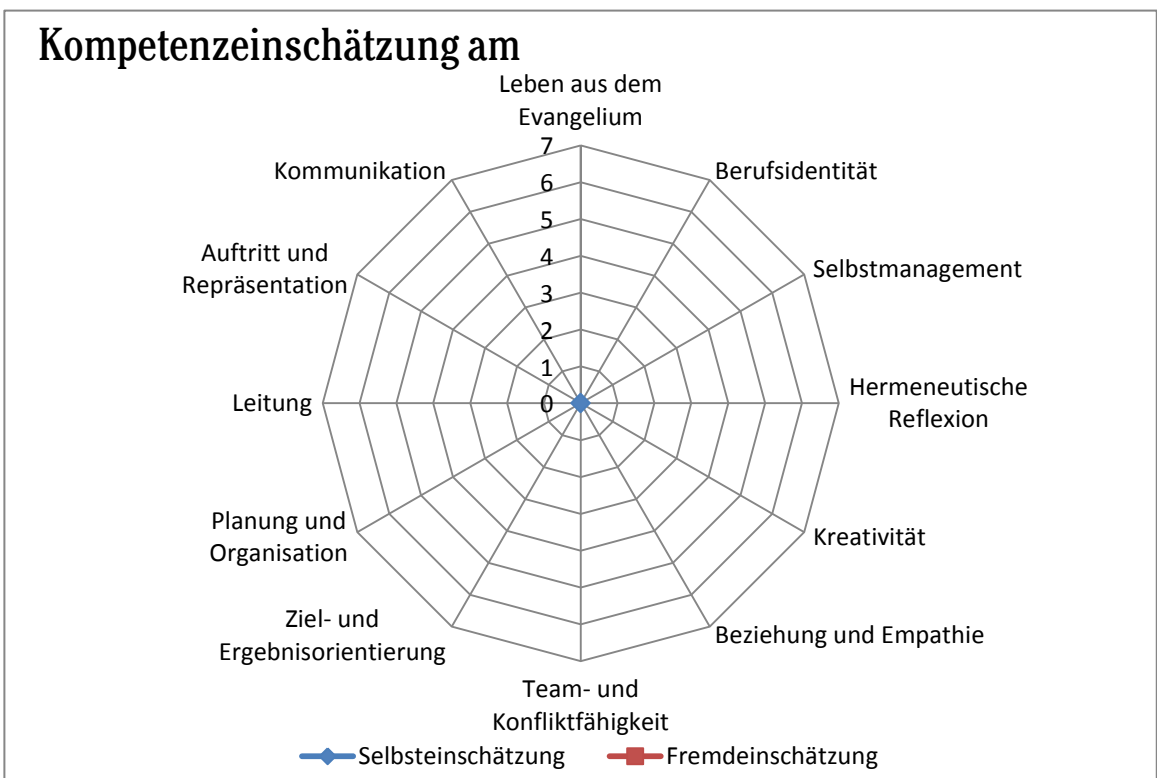 Kompetenzeinschätzung am
Leben aus dem
Evangelium
Berufsidentität
Selbstmanagement
Hermeneutische
Reflexion
Kreativität
Beziehung und Empathie
Team- und
Konfliktfähigkeit
Ziel- und
Ergebnisorientierung
Planung und
Organisation
Leitung
Auftritt und
Repräsentation
Kommunikation
7
6
5
4
3
2
1
0
Selbsteinschätzung
Fremdeinschätzung